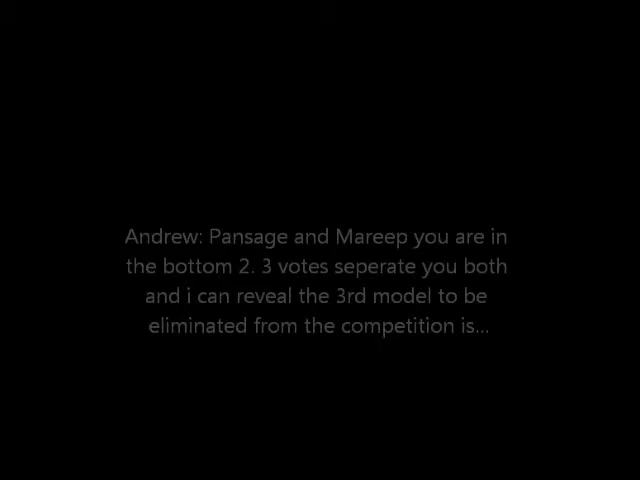 Andrew: Pansage and Mareep you are in
the bottom 2. 3 votes seperate you both
and i can reveal the 3rd model to be
eliminated from the competition is...